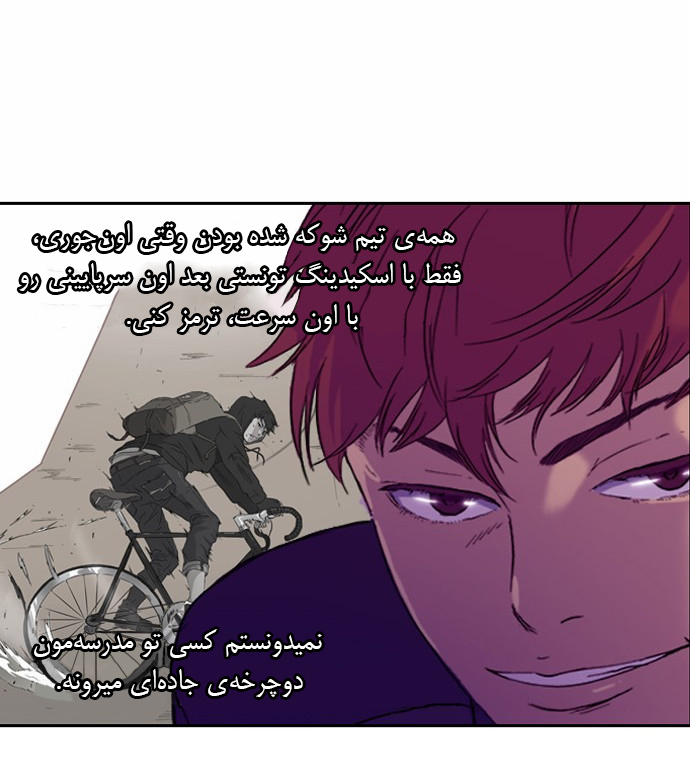 همه‌ی تیم شوکه شده بودن وقتی اون‌جوری،
فقط با اسکیدینگ تونستی بعد اون سرپایینی رو
با اون سرعت، ترمز کنی.
نمیدونستم کسی تو مدرسه‌مون
دوچرخه‌ی جاده‌ای میرونه.